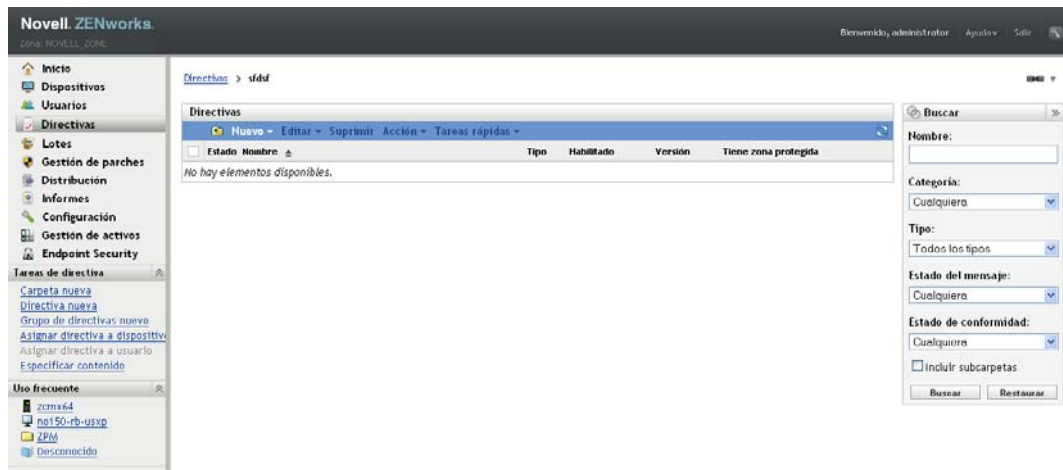 Novell ZENworks
Zona: NOVELL_ZONE
Bienvenido, administrator Ayuda Salir
Inicio
Dispositivos
Usuarios
Directivas
Lotes
Gestión de parches
Distribución
Informes
Configuración
Gestión de activos
Endpoint Security
Tareas de directiva
Carpeta nueva
Directiva nueva
Grupo de directivas nuevo
Asignar directiva a dispositivo
Asignar directiva a usuario
Especificar contenido
Uso frecuente
zcmx64
no150-rb-usxp
ZPM
Desconocido
Directivas > sfdsf
Directivas
Nuevo Editar Suprimir Acción Tareas rápidas
Estado Nombre Tipo Habilitado Versión Tiene zona protegida
No hay elementos disponibles.
Buscar
Nombre:
Categoría:
Cualquiera
Tipo:
Todos los tipos
Estado del mensaje:
Cualquiera
Estado de conformidad:
Cualquiera
Incluir subcarpetas
Buscar Restaurar